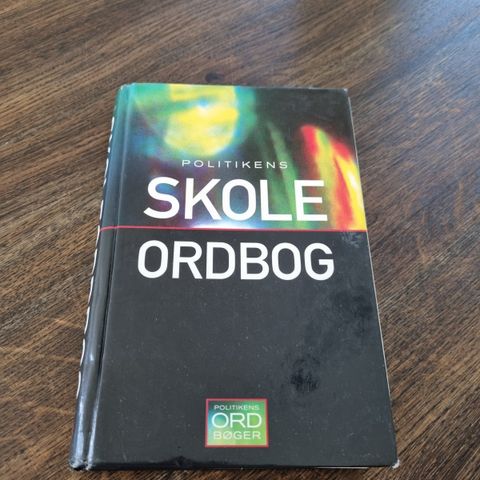 POLITIKENS
SKOLE
ORDBOG
POLITIKENS
ORD
BØGER